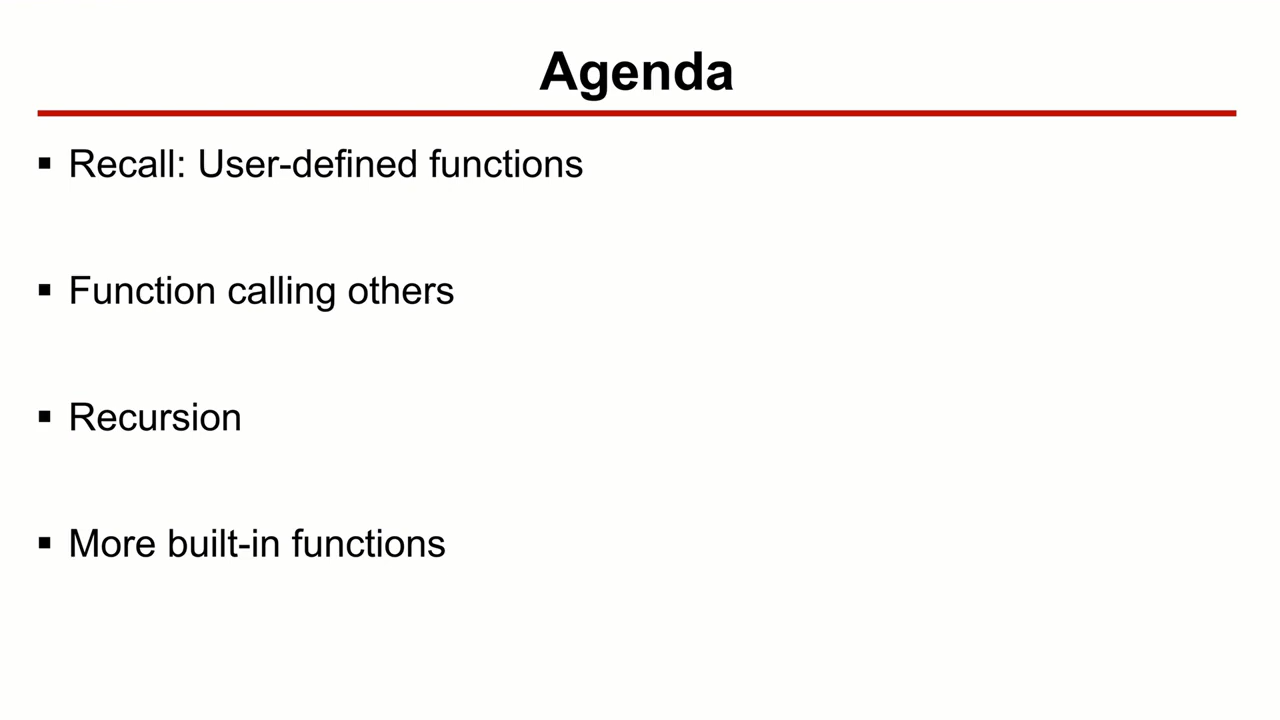 Agenda
▪ Recall: User-defined functions
▪ Function calling others
▪ Recursion
▪ More built-in functions